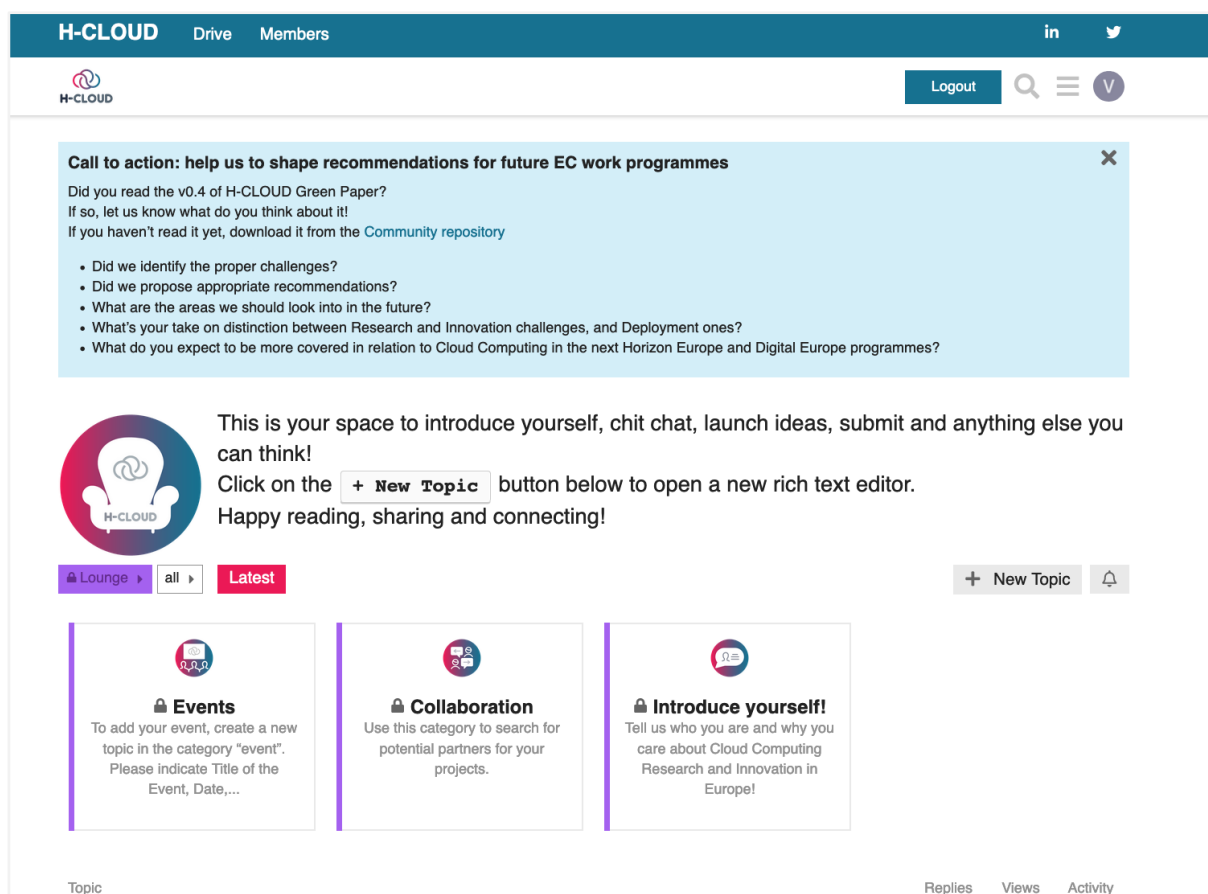 H-CLOUD Drive Members in
H-CLOUD
Logout V
Call to action: help us to shape recommendations for future EC work programmes
Did you read the v0.4 of H-CLOUD Green Paper?
If so, let us know what do you think about it!
If you haven’t read it yet, download it from the Community repository
• Did we identify the proper challenges?
• Did we propose appropriate recommendations?
• What are the areas we should look into in the future?
• What’s your take on distinction between Research and Innovation challenges, and Deployment ones?
• What do you expect to be more covered in relation to Cloud Computing in the next Horizon Europe and Digital Europe programmes?
This is your space to introduce yourself, chit chat, launch ideas, submit and anything else you
can think!
Click on the + New Topic button below to open a new rich text editor.
Happy reading, sharing and connecting!
H-CLOUD
Lounge all Latest + New Topic
Events
To add your event, create a new
topic in the category “event”.
Please indicate Title of the
Event, Date,...
Collaboration
Use this category to search for
potential partners for your
projects.
Introduce yourself!
Tell us who you are and why you
care about Cloud Computing
Research and Innovation in
Europe!
Topic Replies Views Activity